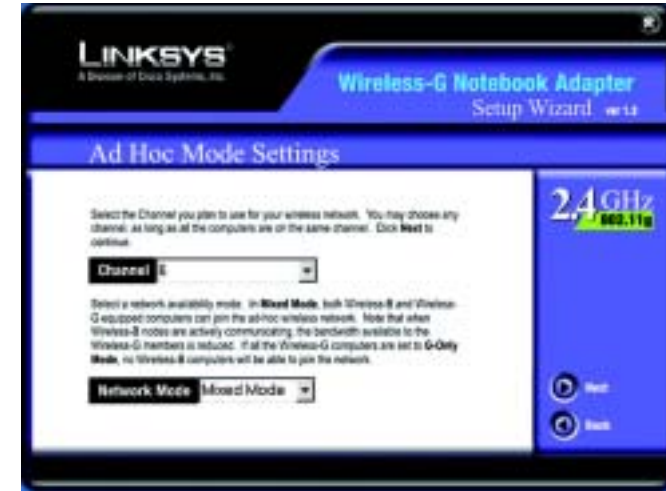 LINKSYS
A Division of Cisco Systems, Inc.
Wireless-G Notebook Adapter
Setup Wizard ver 1.0
Ad Hoc Mode Settings
2.4 GHz
802.11g
Select the Channel you plan to use for your wireless network. You may choose any
channel, as long as all the computers are on the same channel. Click Next to
continue.
Channel 6
Select a network availability mode. In Mixed Mode, both Wireless-B and Wireless-
G equipped computers can join the ad-hoc wireless network. Note that when
Wireless-B nodes are actively communicating, the bandwidth available to the
Wireless-G members is reduced. If all the Wireless-G computers are set to G-Only
Mode, no Wireless-B computers will be able to join the network.
Network Mode Mixed Mode
Next
Back